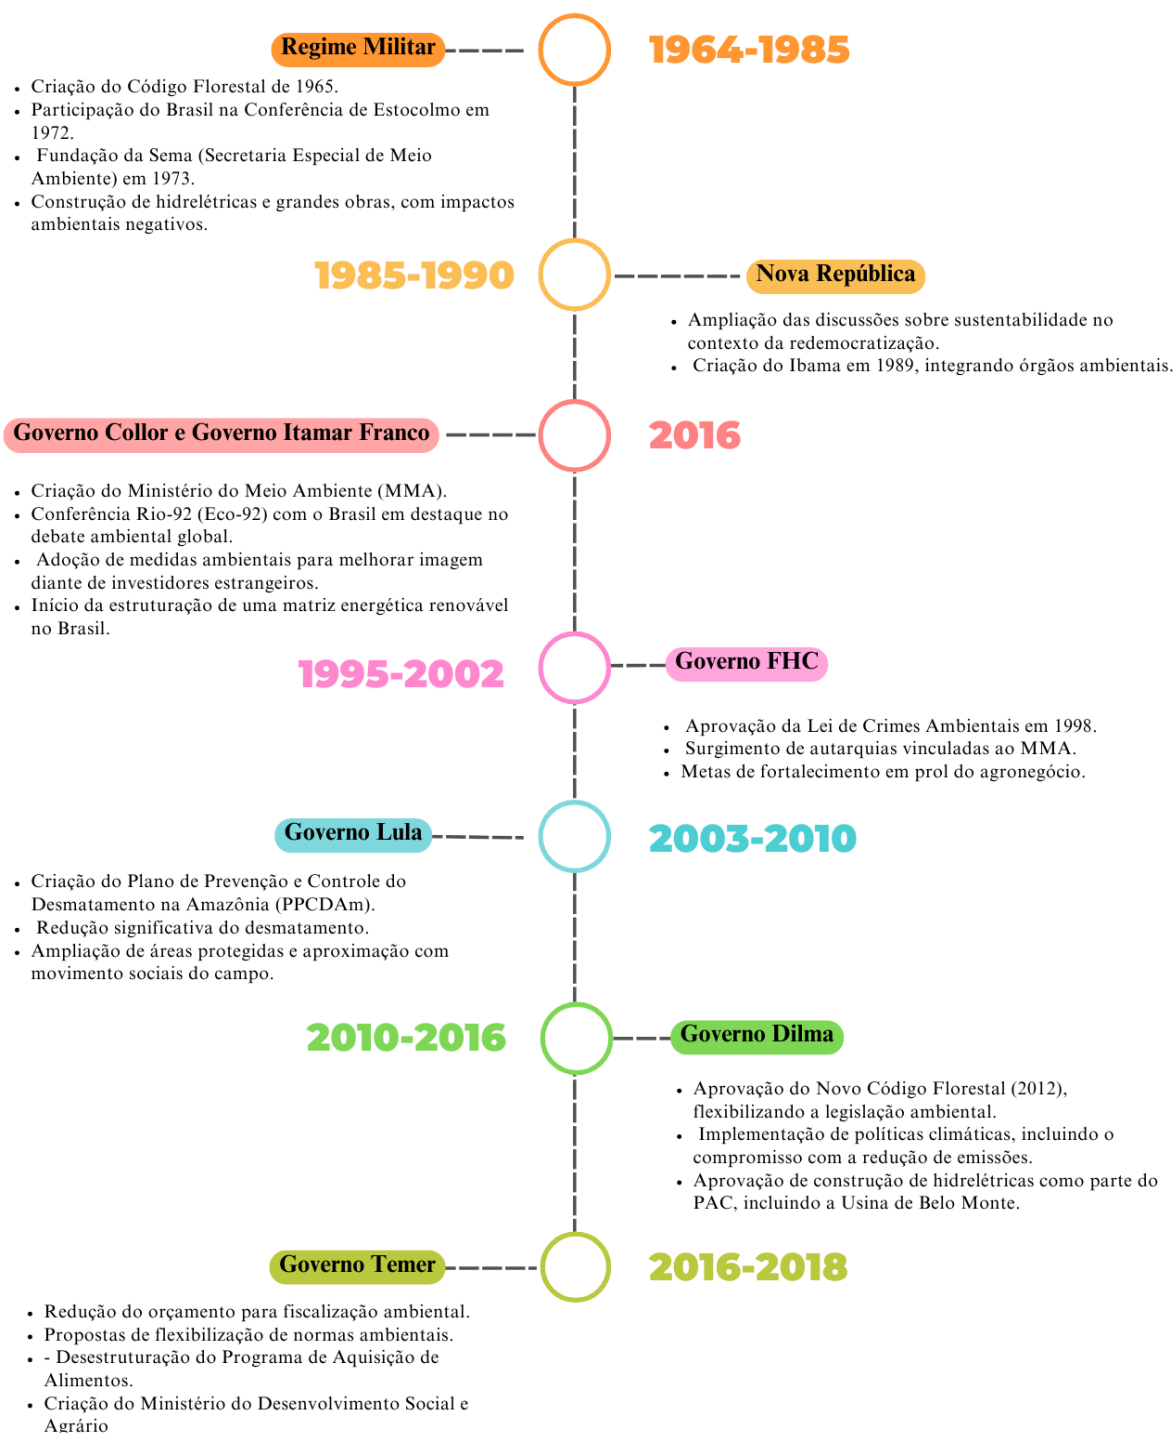 Regime Militar
1964-1985
• Criação do Código Florestal de 1965.
• Participação do Brasil na Conferência de Estocolmo em
1972.
• Fundação da Sema (Secretaria Especial de Meio
Ambiente) em 1973.
• Construção de hidrelétricas e grandes obras, com impactos
ambientais negativos.
1985-1990
Nova República
• Ampliação das discussões sobre sustentabilidade no
contexto da redemocratização.
• Criação do Ibama em 1989, integrando órgãos ambientais.
Governo Collor e Governo Itamar Franco
2016
• Criação do Ministério do Meio Ambiente (MMA).
• Conferência Rio-92 (Eco-92) com o Brasil em destaque no
debate ambiental global.
• Adoção de medidas ambientais para melhorar imagem
diante de investidores estrangeiros.
• Início da estruturação de uma matriz energética renovável
no Brasil.
1995-2002
Governo FHC
• Aprovação da Lei de Crimes Ambientais em 1998.
• Surgimento de autarquias vinculadas ao MMA.
• Metas de fortalecimento em prol do agronegócio.
Governo Lula
2003-2010
• Criação do Plano de Prevenção e Controle do
Desmatamento na Amazônia (PPCDAm).
• Redução significativa do desmatamento.
• Ampliação de áreas protegidas e aproximação com
movimento sociais do campo.
2010-2016
Governo Dilma
• Aprovação do Novo Código Florestal (2012),
flexibilizando a legislação ambiental.
• Implementação de políticas climáticas, incluindo o
compromisso com a redução de emissões.
• Aprovação de construção de hidrelétricas como parte do
PAC, incluindo a Usina de Belo Monte.
Governo Temer
2016-2018
• Redução do orçamento para fiscalização ambiental.
• Propostas de flexibilização de normas ambientais.
• - Desestruturação do Programa de Aquisição de
Alimentos.
• Criação do Ministério do Desenvolvimento Social e
Agrário